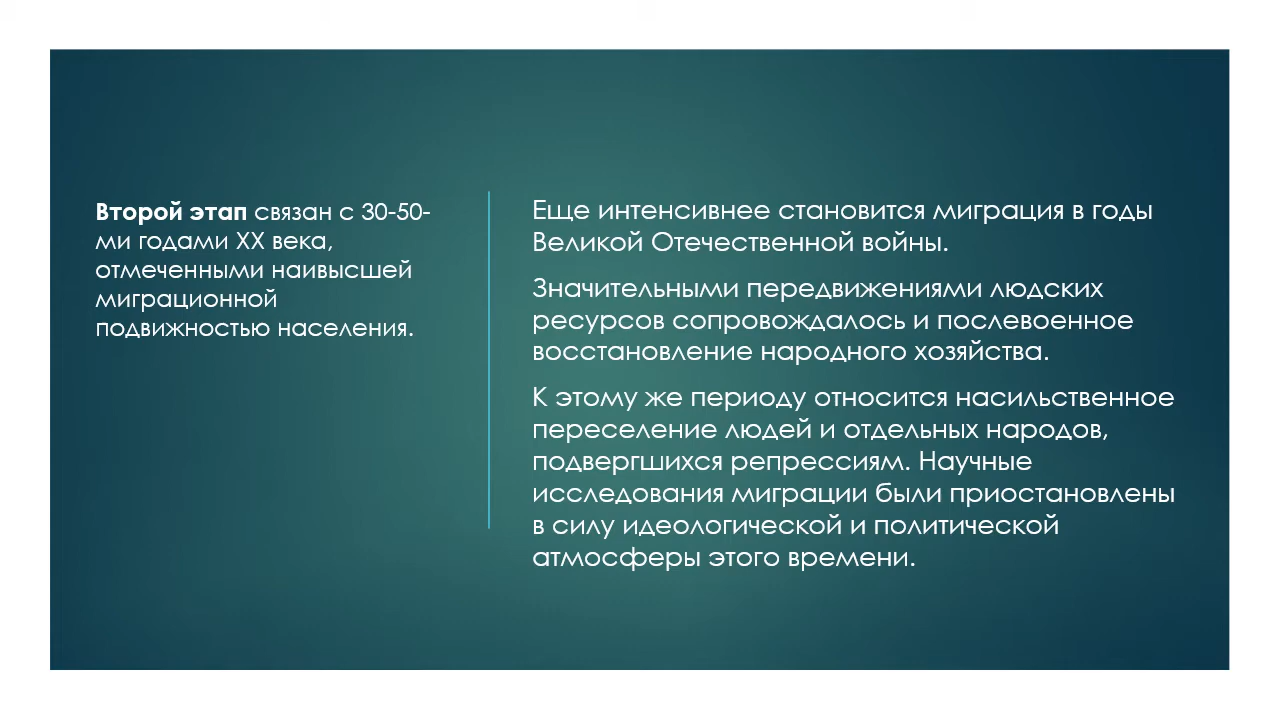 Второй этап связан с 30-50-
ми годами XX века,
отмеченными наивысшей
миграционной
подвижностью населения.
Еще интенсивнее становится миграция в годы
Великой Отечественной войны.
Значительными передвижениями людских
ресурсов сопровождалось и послевоенное
восстановление народного хозяйства.
К этому же периоду относится насильственное
переселение людей и отдельных народов,
подвергшихся репрессиям. Научные
исследования миграции были приостановлены
в силу идеологической и политической
атмосферы этого времени.